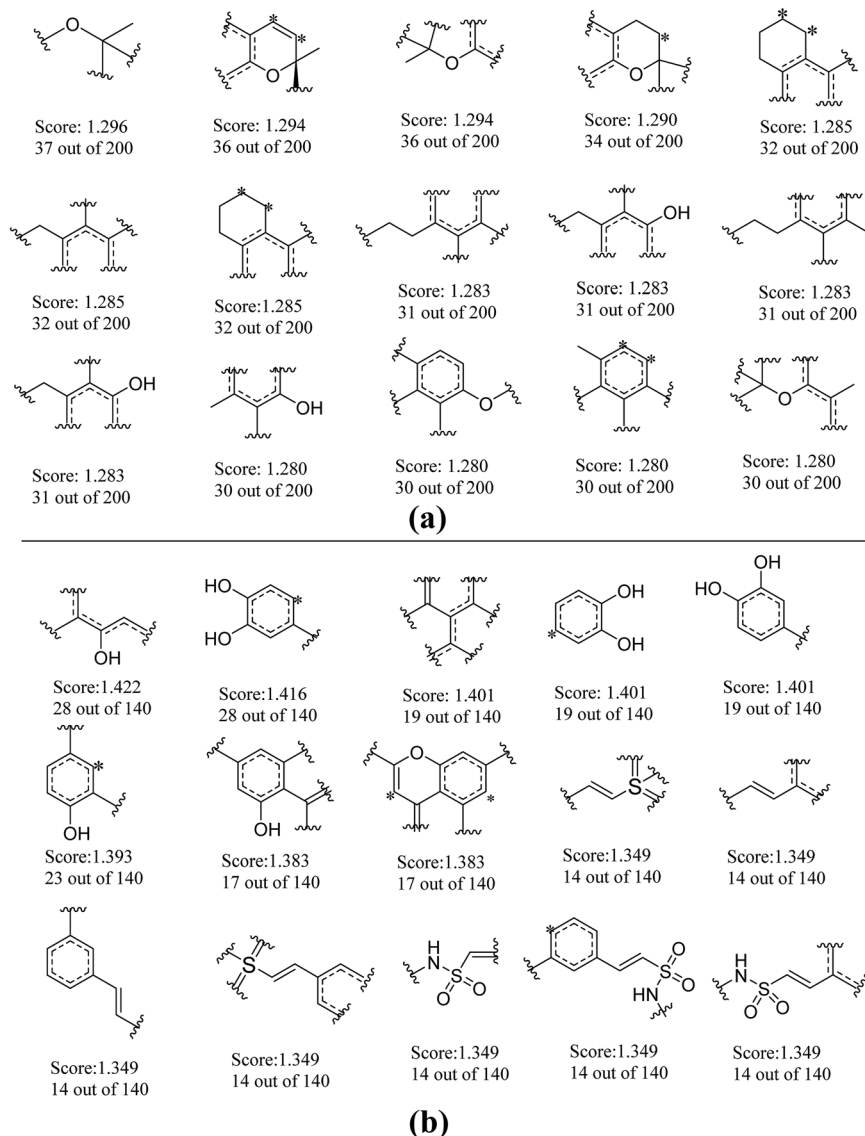 O
*
*
O
O
*
O
*
*
Score: 1.296
37 out of 200
Score: 1.294
36 out of 200
Score: 1.294
36 out of 200
Score: 1.290
34 out of 200
Score: 1.285
32 out of 200
*
*
OH
Score: 1.285
32 out of 200
Score:1.285
32 out of 200
Score: 1.283
31 out of 200
Score: 1.283
31 out of 200
Score: 1.283
31 out of 200
OH
OH
O
*
*
O
Score: 1.283
31 out of 200
Score: 1.280
30 out of 200
Score: 1.280
30 out of 200
Score: 1.280
30 out of 200
Score: 1.280
30 out of 200
(a)
OH
HO
HO
*
*
OH
OH
OH
HO
Score:1.422
28 out of 140
Score:1.416
28 out of 140
Score: 1.401
19 out of 140
Score: 1.401
19 out of 140
Score: 1.401
19 out of 140
*
OH
OH
O
*
*
S
Score:1.393
23 out of 140
Score:1.383
17 out of 140
Score:1.383
17 out of 140
Score:1.349
14 out of 140
Score:1.349
14 out of 140
S
H
N
S
O
O
*
O
S
O
HN
H
N
S
O
O
Score:1.349
14 out of 140
Score:1.349
14 out of 140
Score:1.349
14 out of 140
Score:1.349
14 out of 140
Score:1.349
14 out of 140
(b)